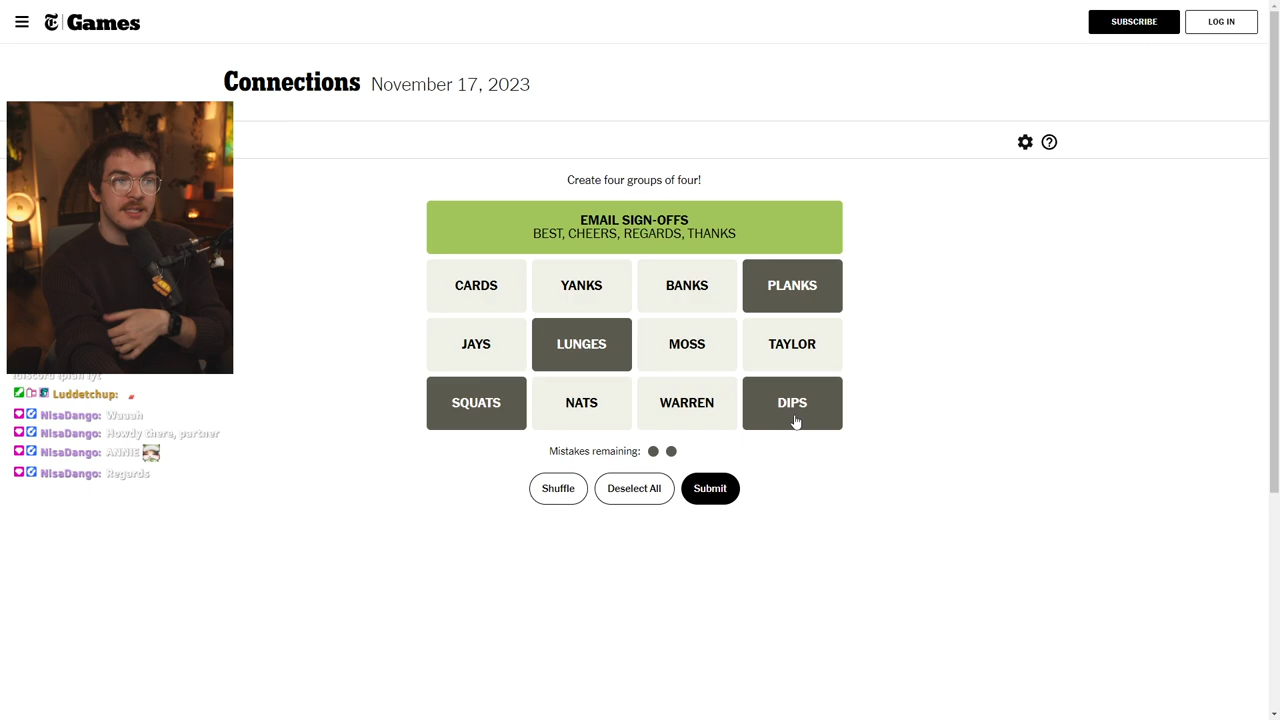 Games
SUBSCRIBE
LOG IN
Connections November 17, 2023
Create four groups of four!
EMAIL SIGN-OFFS
BEST, CHEERS, REGARDS, THANKS
CARDS YANKS BANKS PLANKS
JAYS LUNGES MOSS TAYLOR
SQUATS NATS WARREN DIPS
Mistakes remaining:
Shuffle Deselect All Submit
Luddetchup:
NisaDango: Wauah
NisaDango: Howdy there, partner
NisaDango: ANNIE
NisaDango: Regards